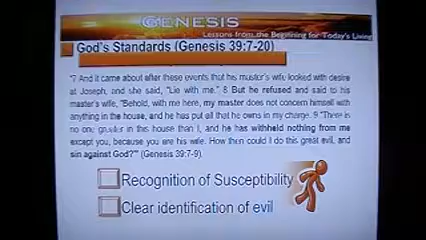 GENESIS
Lessons from the Beginning for Today's Living
God's Standards (Genesis 39:7-20)
"7 And it came about after these events that his master's wife looked with desire
at Joseph, and she said, "Lie with me." 8 But he refused and said to his
master's wife, "Behold, with me here, my master does not concern himself with
anything in the house, and he has put all that he owns in my charge. 9 "There is
no one greater in this house than I, and he has withheld nothing from me
except you, because you are his wife. How then could I do this great evil, and
sin against God?"" (Genesis 39:7-9).
Recognition of Susceptibility
Clear identification of evil